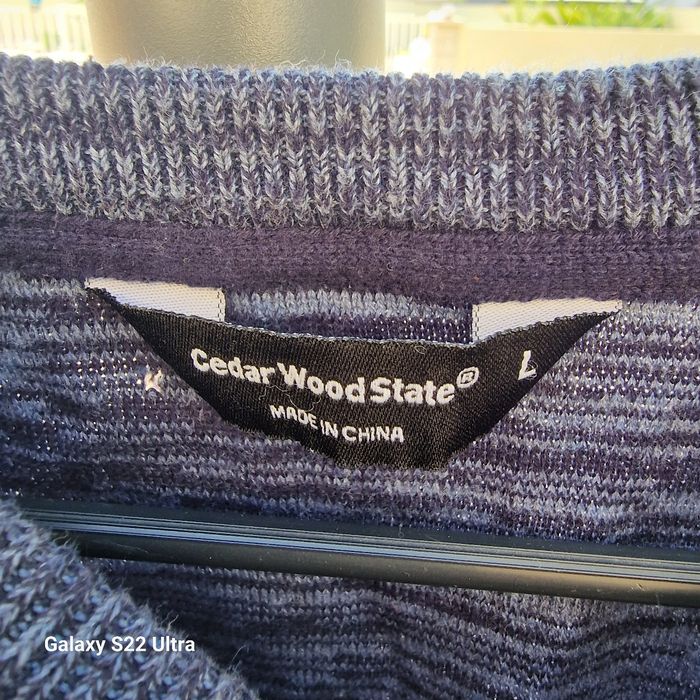 Cedar Wood State®
L
MADE IN CHINA
Galaxy S22 Ultra